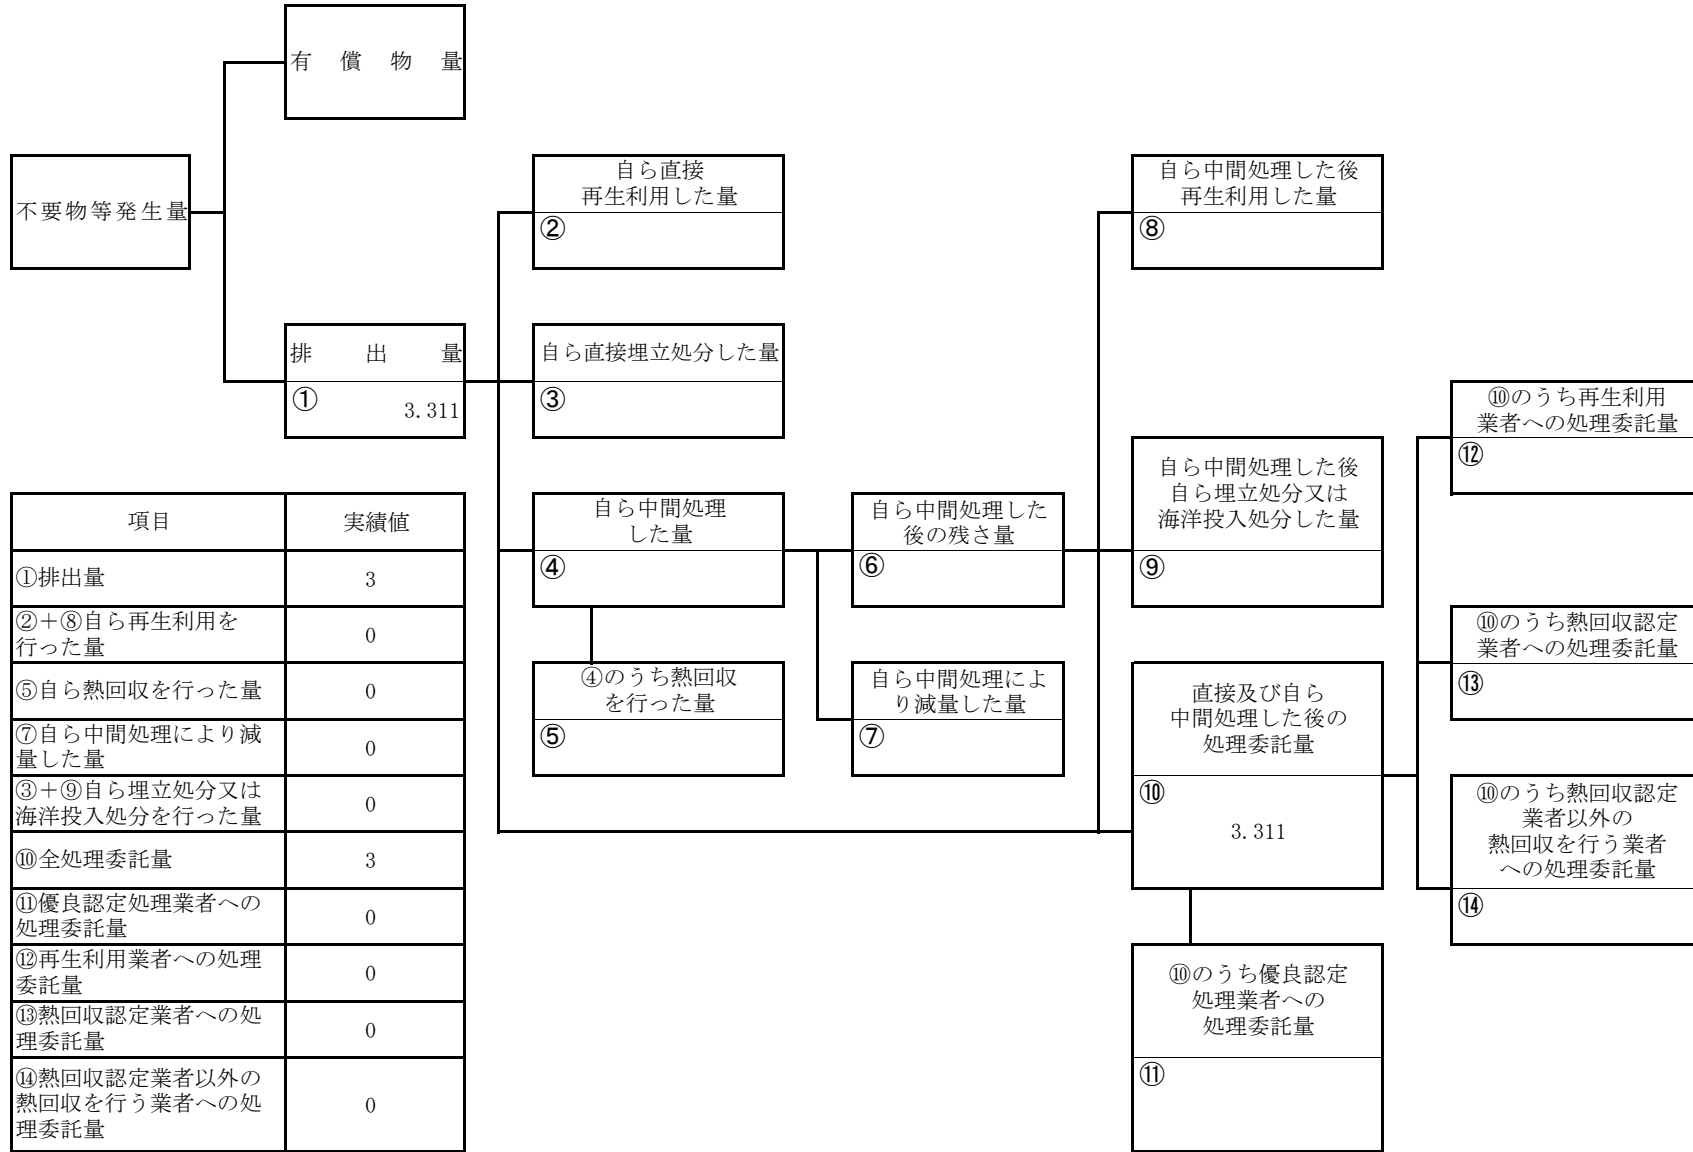 有償物量
不要物等発生量
排出量
①
3.311
自ら直接
再生利用した量
②
自ら直接埋立処分した量
③
自ら中間処理
した量
④
④のうち熱回収
を行った量
⑤
自ら中間処理した
後の残さ量
⑥
自ら中間処理によ
り減量した量
⑦
自ら中間処理した後
再生利用した量
⑧
自ら中間処理した後
自ら埋立処分又は
海洋投入処分した量
⑨
直接及び自ら
中間処理した後の
処理委託量
⑩
3.311
⑩のうち優良認定
処理業者への
処理委託量
⑪
⑩のうち再生利用
業者への処理委託量
⑫
⑩のうち熱回収認定
業者への処理委託量
⑬
⑩のうち熱回収認定
業者以外の
熱回収を行う業者
への処理委託量
⑭
項目 実績値
①排出量 3
②+⑧自ら再生利用を
行った量 0
⑤自ら熱回収を行った量 0
⑦自ら中間処理により減
量した量 0
③+⑨自ら埋立処分又は
海洋投入処分を行った量 0
⑩全処理委託量 3
⑪優良認定処理業者への
処理委託量 0
⑫再生利用業者への処理
委託量 0
⑬熱回収認定業者への処
理委託量 0
⑭熱回収認定業者以外の
熱回収を行う業者への処 0
理委託量